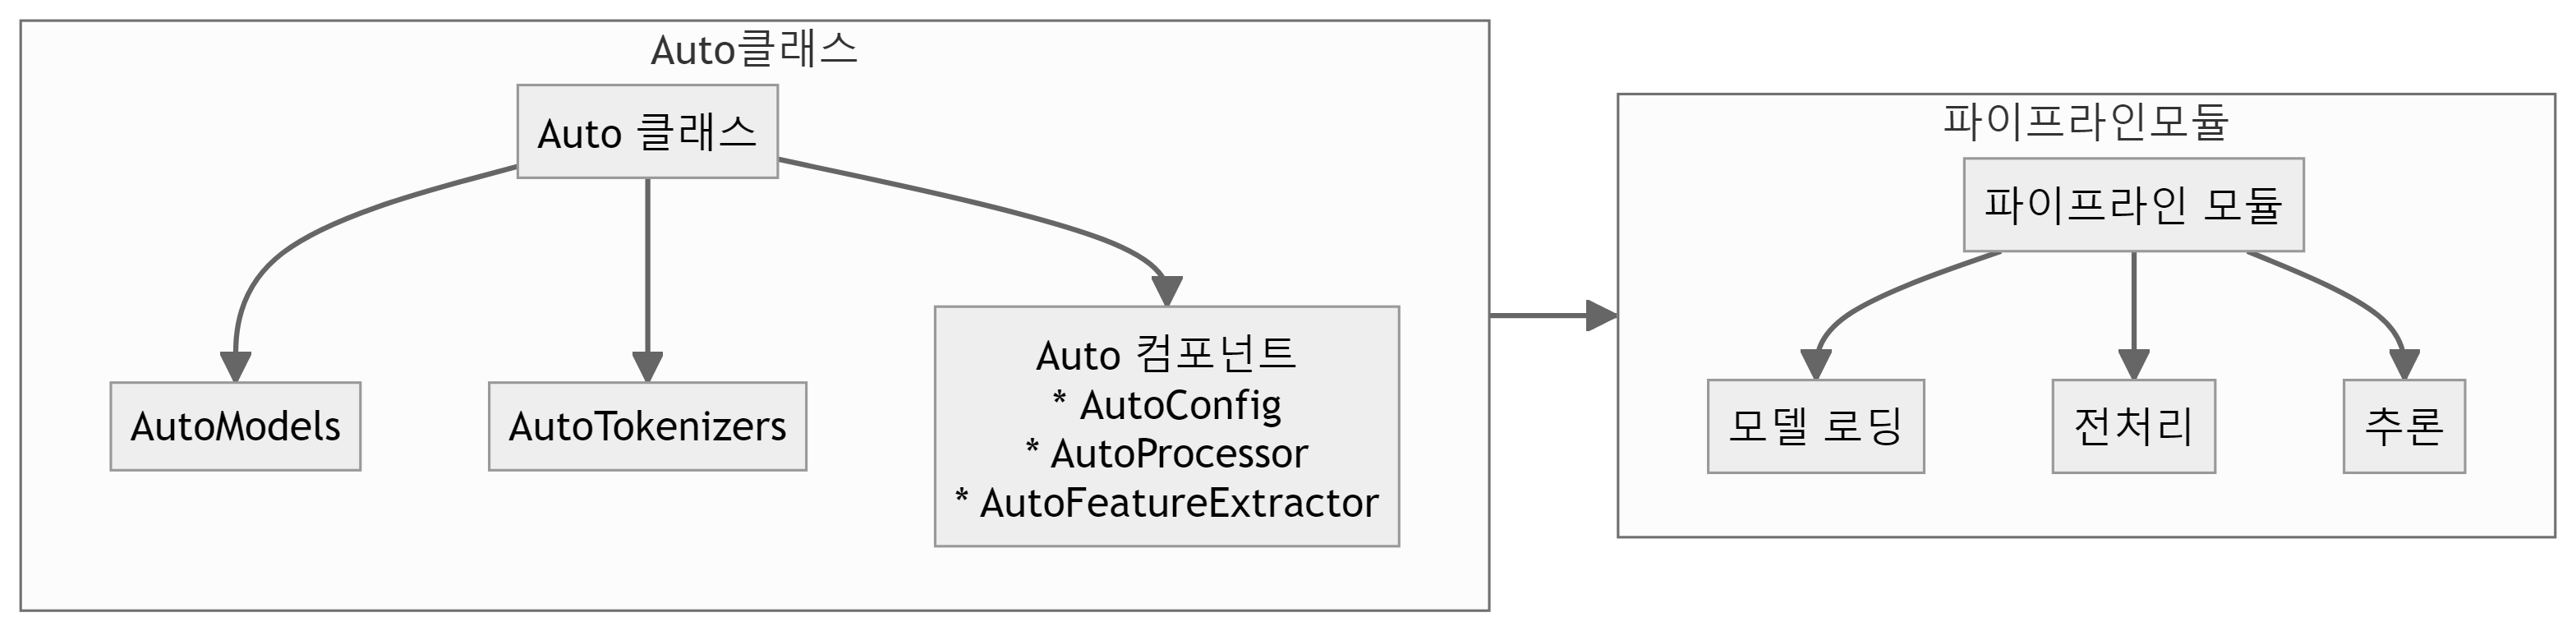 Auto클래스
Auto 클래스
AutoModels
AutoTokenizers
Auto 컴포넌트
* AutoConfig
* AutoProcessor
* AutoFeatureExtractor
파이프라인모듈
파이프라인 모듈
모델 로딩
전처리
추론